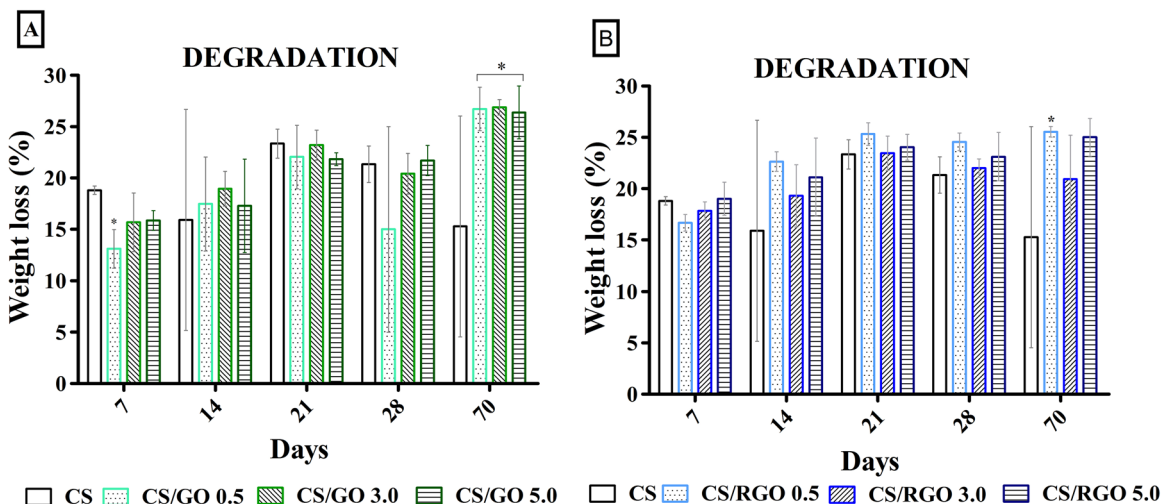 A
DEGRADATION
Weight loss (%)
30
25
20
15
10
5
0
*
*
7
14
21
28
70
Days
CS
CS/GO 0.5
CS/GO 3.0
CS/GO 5.0
B
DEGRADATION
Weight loss (%)
30
25
20
15
10
5
0
*
7
14
21
28
70
Days
CS
CS/RGO 0.5
CS/RGO 3.0
CS/RGO 5.0